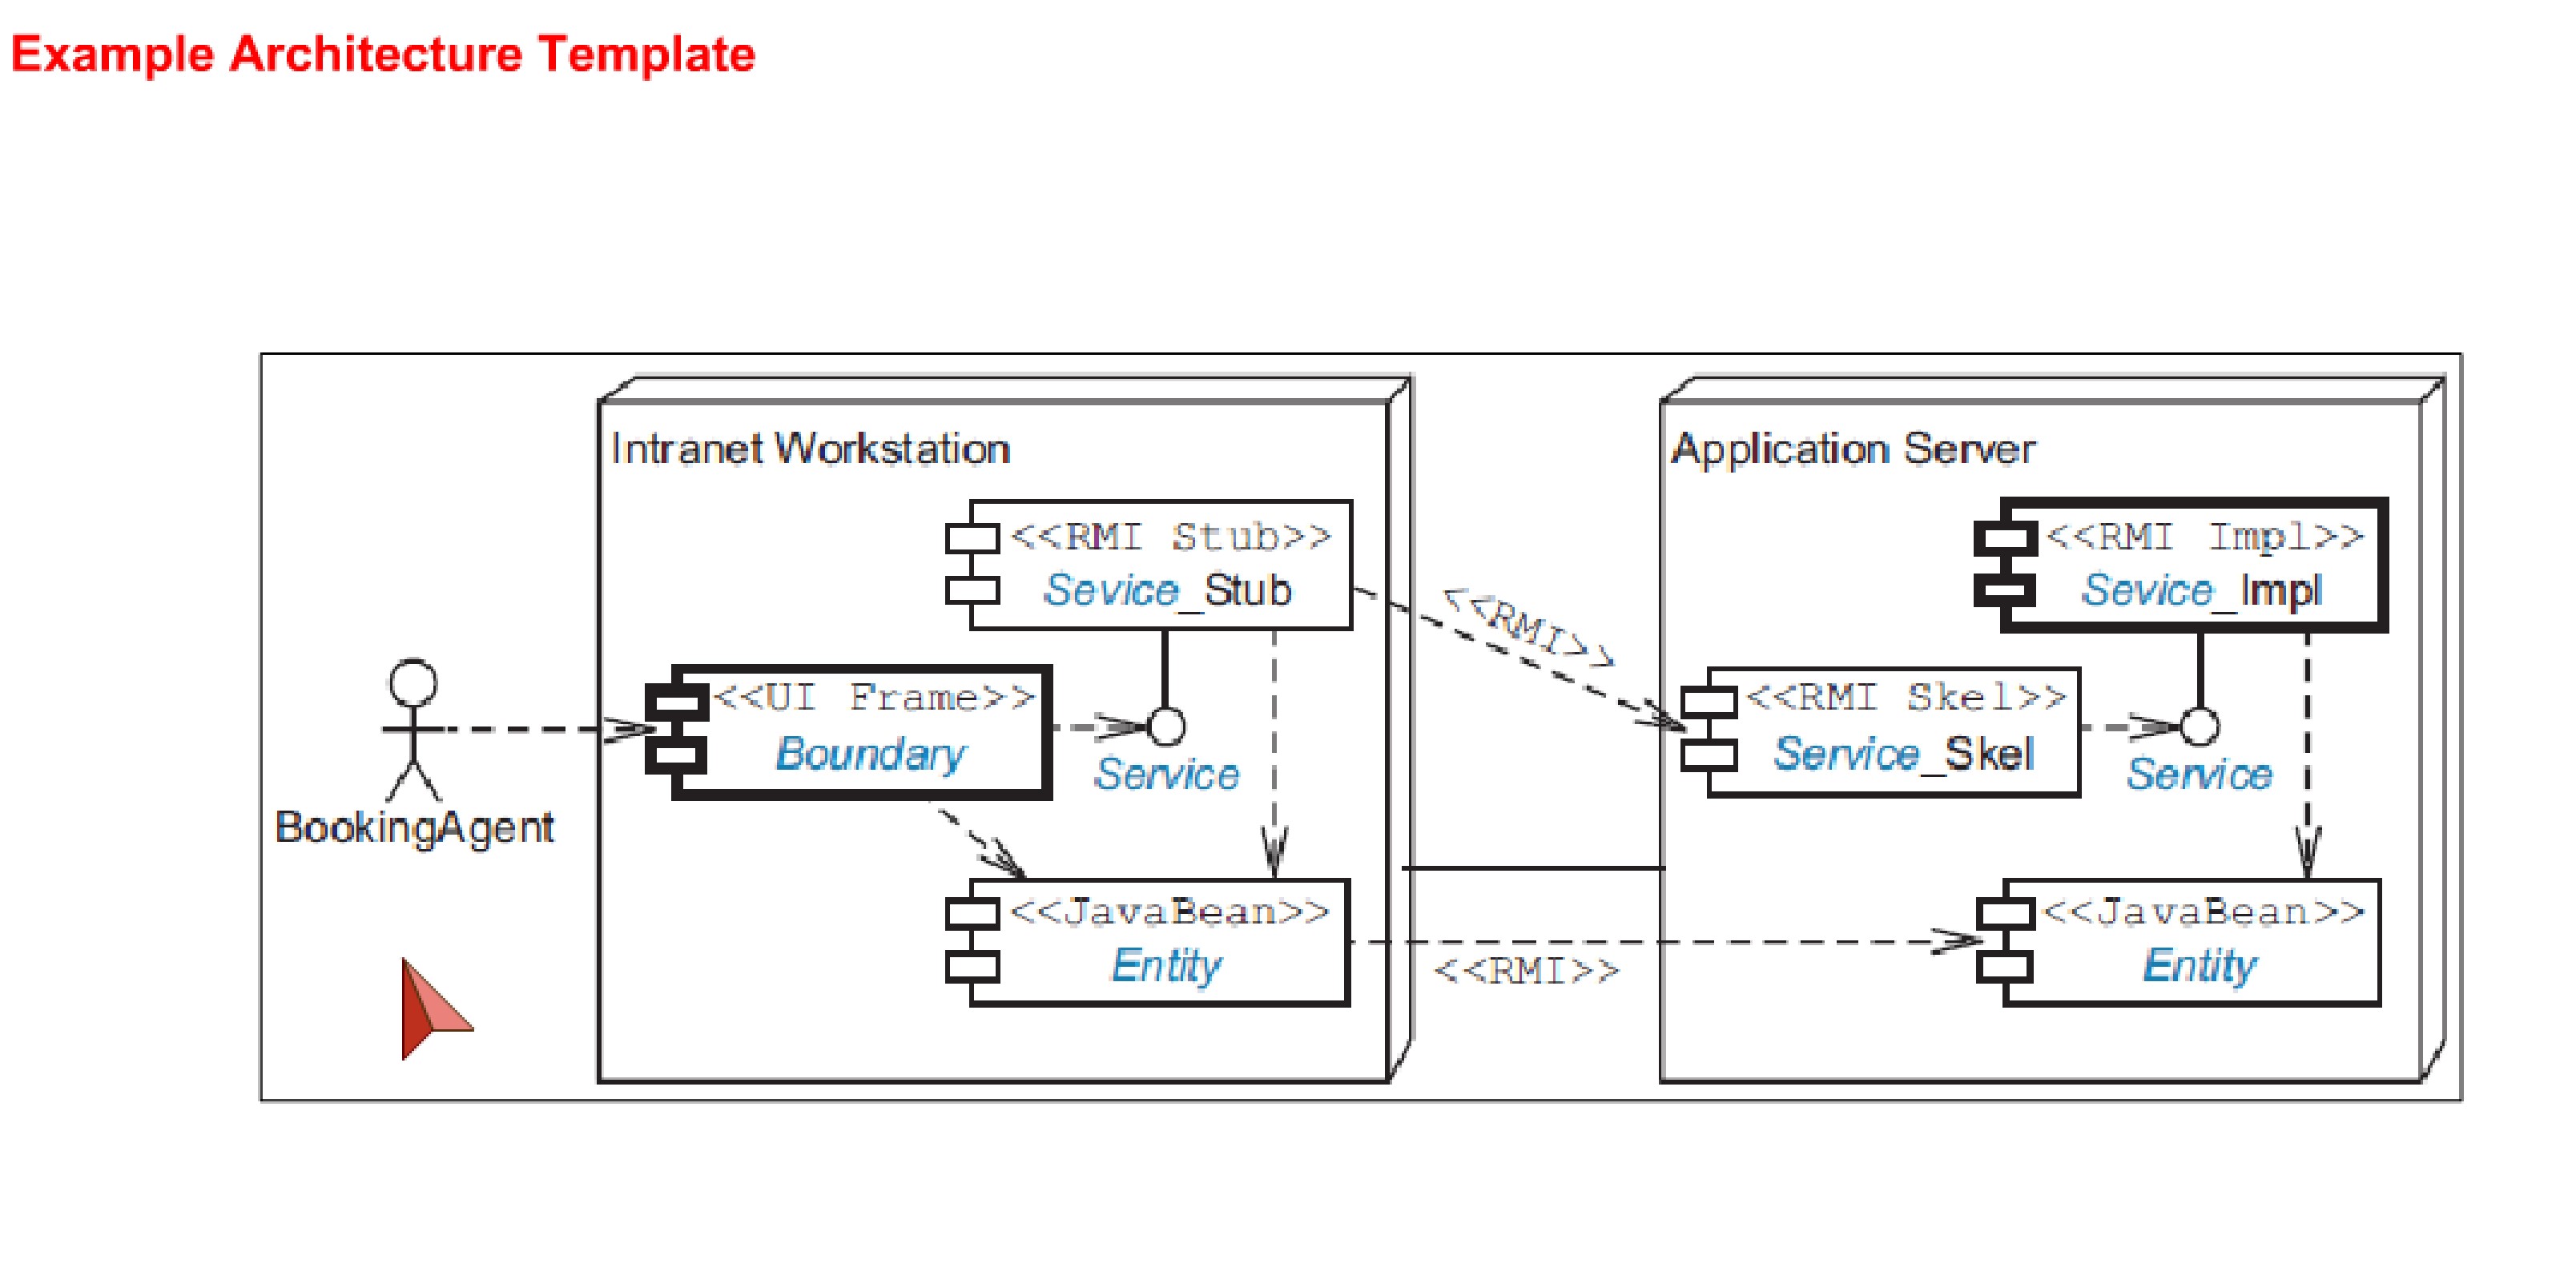 Example Architecture Template
Intranet Workstation
<<RMI Stub>>
Sevice_Stub
<<UI Frame>>
Boundary
Service
<<JavaBean>>
Entity
BookingAgent
<<RMI>>
<<RMI>>
Application Server
<<RMI Impl>>
Sevice_Impl
<<RMI Skel>>
Service_Skel
Service
<<JavaBean>>
Entity